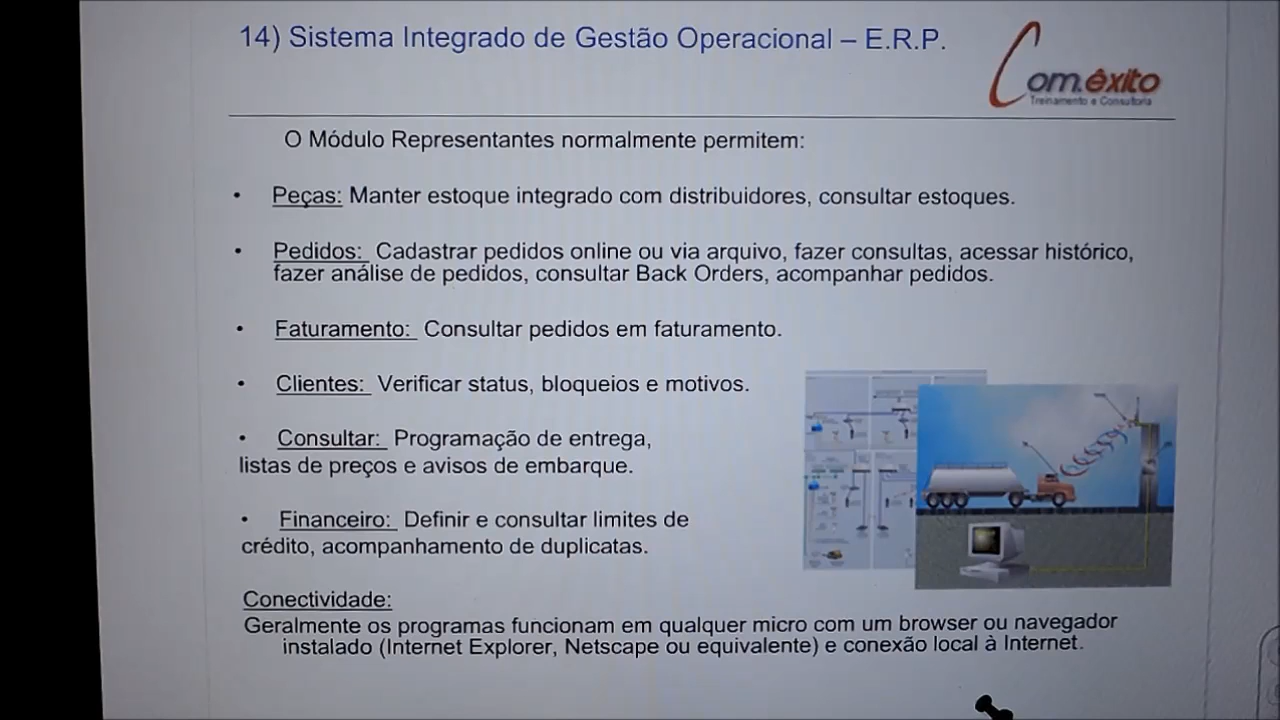 14) Sistema Integrado de Gestão Operacional – E.R.P.
Com.êxito
Treinamento e Consultoria
O Módulo Representantes normalmente permitem:
• Peças: Manter estoque integrado com distribuidores, consultar estoques.
• Pedidos: Cadastrar pedidos online ou via arquivo, fazer consultas, acessar histórico,
fazer análise de pedidos, consultar Back Orders, acompanhar pedidos.
• Faturamento: Consultar pedidos em faturamento.
• Clientes: Verificar status, bloqueios e motivos.
• Consultar: Programação de entrega,
listas de preços e avisos de embarque.
• Financeiro: Definir e consultar limites de
crédito, acompanhamento de duplicatas.
Conectividade:
Geralmente os programas funcionam em qualquer micro com um browser ou navegador
instalado (Internet Explorer, Netscape ou equivalente) e conexão local à Internet.